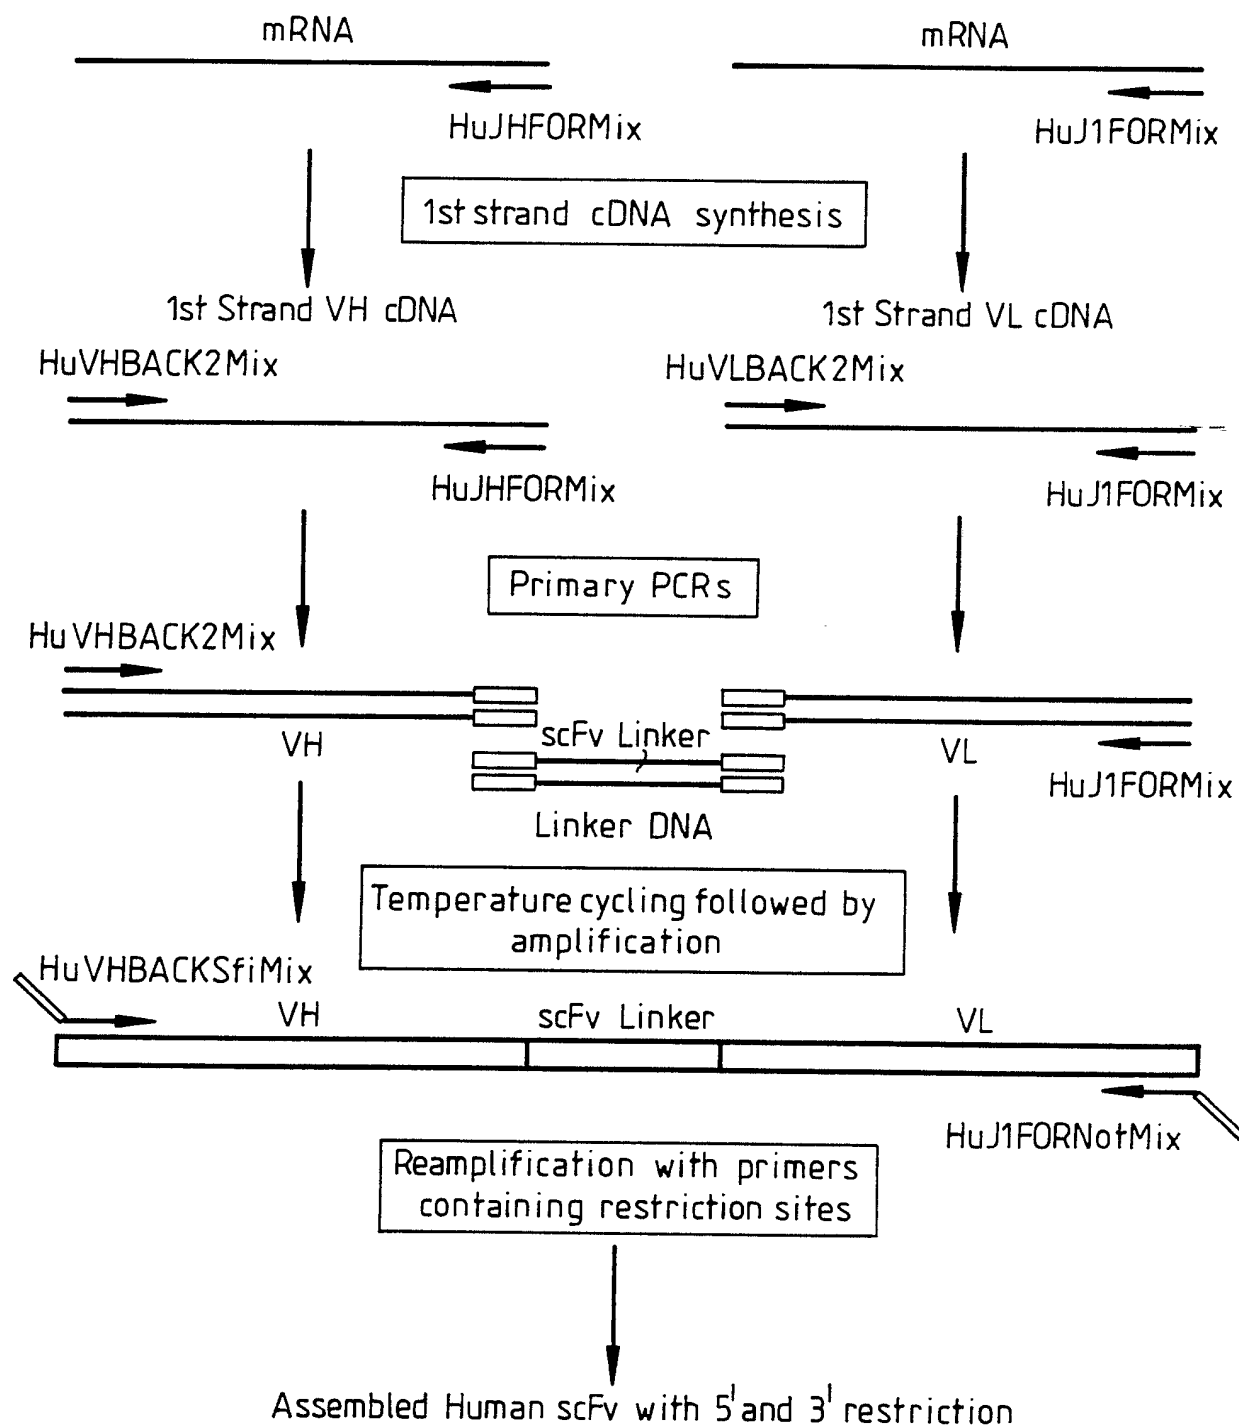 mRNA
mRNA
HuJHFORMix
HuJ1FORMix
1st strand cDNA synthesis
1st Strand VH cDNA
1st Strand VL cDNA
HuVHBACK2Mix
HuVLBACK2Mix
HuJHFORMix
HuJ1FORMix
Primary PCRs
HuVHBACK2Mix
VH
scFv Linker
VL
HuJ1FORMix
Linker DNA
Temperature cycling followed by
amplification
HuVHBACKSfiMix
VH
scFv Linker
VL
HuJ1FORNotMix
Reamplification with primers
containing restriction sites
Assembled Human scFv with 5' and 3' restriction